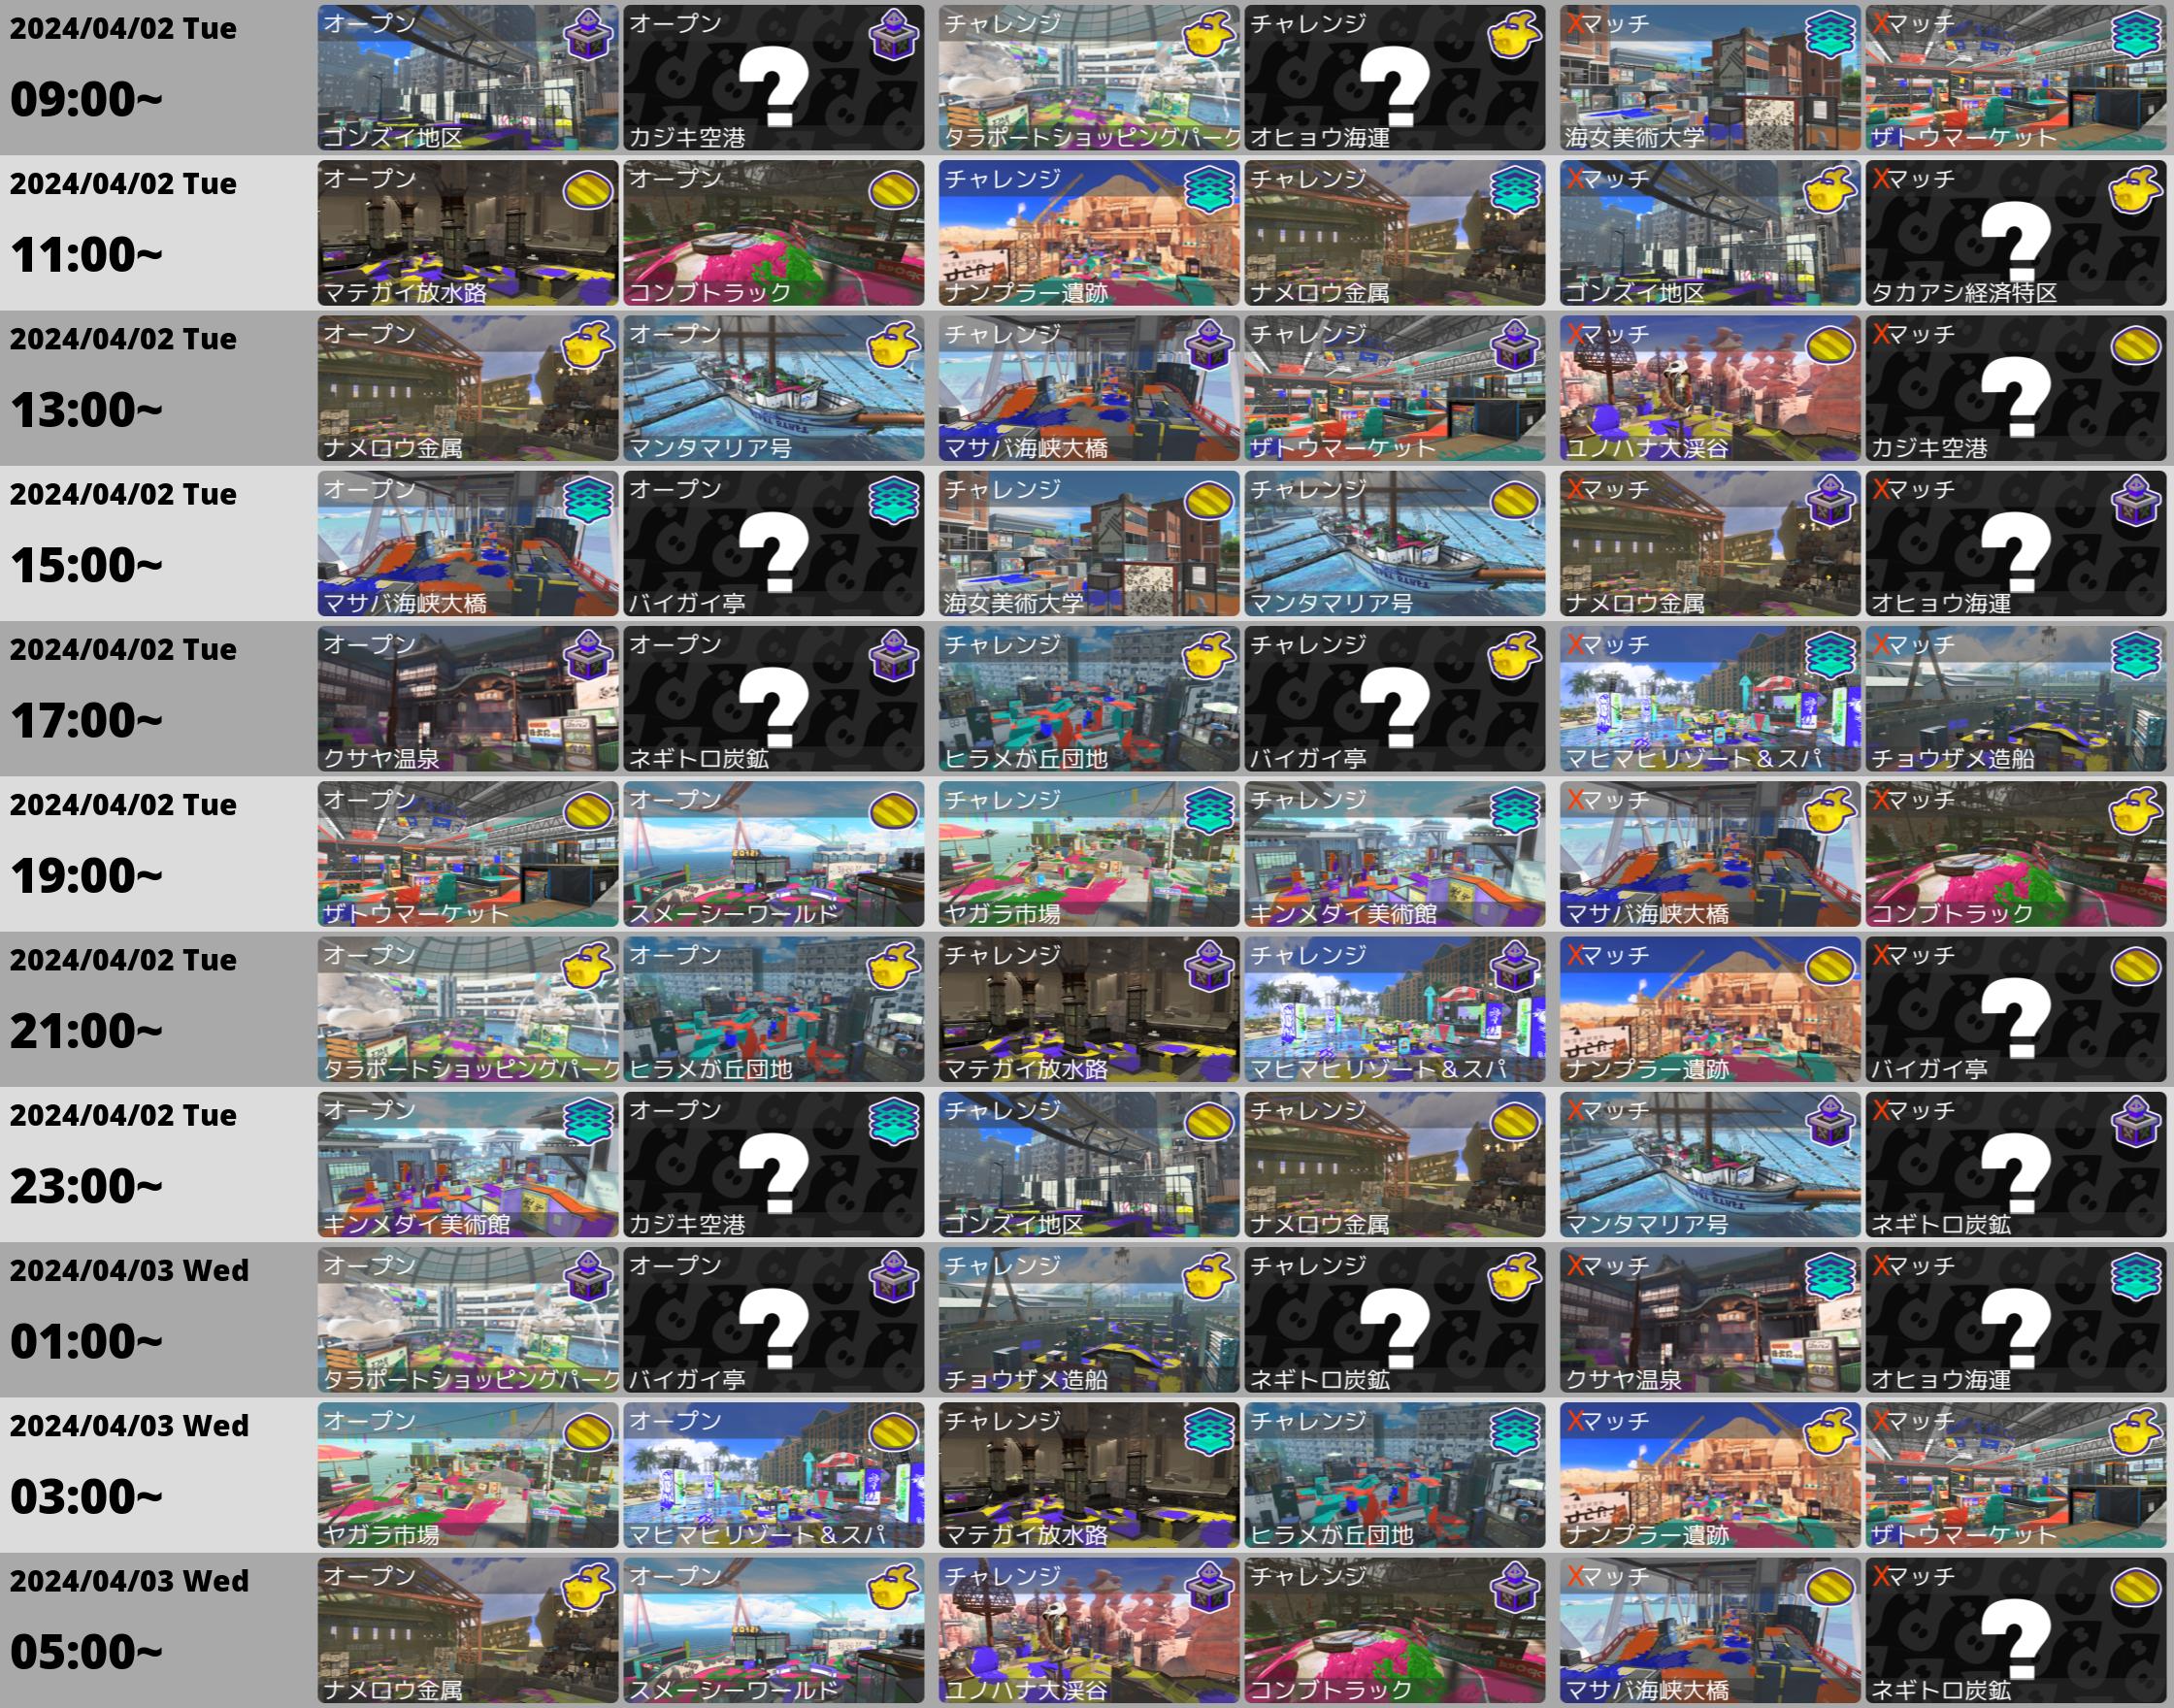 2024/04/02 Tue
09:00~
オープン
ゴンズイ地区
オープン
カジキ空港
チャレンジ
タラポートショッピングパーク
チャレンジ
オヒョウ海運
Xマッチ
海女美術大学
Xマッチ
ザトウマーケット
2024/04/02 Tue
11:00~
オープン
マテガイ放水路
オープン
コンブトラック
チャレンジ
ナンプラー遺跡
チャレンジ
ナメロウ金属
Xマッチ
ゴンズイ地区
Xマッチ
タカアシ経済特区
2024/04/02 Tue
13:00~
オープン
ナメロウ金属
オープン
マンタマリア号
チャレンジ
マサバ海峡大橋
チャレンジ
ザトウマーケット
Xマッチ
ユノハナ大渓谷
Xマッチ
カジキ空港
2024/04/02 Tue
15:00~
オープン
マサバ海峡大橋
オープン
バイガイ亭
チャレンジ
海女美術大学
チャレンジ
マンタマリア号
Xマッチ
ナメロウ金属
Xマッチ
オヒョウ海運
2024/04/02 Tue
17:00~
オープン
クサヤ温泉
オープン
ネギトロ炭鉱
チャレンジ
ヒラメが丘団地
チャレンジ
バイガイ亭
Xマッチ
マヒマヒリゾート＆スパ
Xマッチ
チョウザメ造船
2024/04/02 Tue
19:00~
オープン
ザトウマーケット
オープン
スメーシーワールド
チャレンジ
ヤガラ市場
チャレンジ
キンメダイ美術館
Xマッチ
マサバ海峡大橋
Xマッチ
コンブトラック
2024/04/02 Tue
21:00~
オープン
タラポートショッピングパーク
オープン
ヒラメが丘団地
チャレンジ
マテガイ放水路
チャレンジ
マヒマヒリゾート＆スパ
Xマッチ
ナンプラー遺跡
Xマッチ
バイガイ亭
2024/04/02 Tue
23:00~
オープン
キンメダイ美術館
オープン
カジキ空港
チャレンジ
ゴンズイ地区
チャレンジ
ナメロウ金属
Xマッチ
マンタマリア号
Xマッチ
ネギトロ炭鉱
2024/04/03 Wed
01:00~
オープン
タラポートショッピングパーク
オープン
バイガイ亭
チャレンジ
チョウザメ造船
チャレンジ
ネギトロ炭鉱
Xマッチ
クサヤ温泉
Xマッチ
オヒョウ海運
2024/04/03 Wed
03:00~
オープン
ヤガラ市場
オープン
マヒマヒリゾート＆スパ
チャレンジ
マテガイ放水路
チャレンジ
ヒラメが丘団地
Xマッチ
ナンプラー遺跡
Xマッチ
ザトウマーケット
2024/04/03 Wed
05:00~
オープン
ナメロウ金属
オープン
スメーシーワールド
チャレンジ
ユノハナ大渓谷
チャレンジ
コンブトラック
Xマッチ
マサバ海峡大橋
Xマッチ
ネギトロ炭鉱